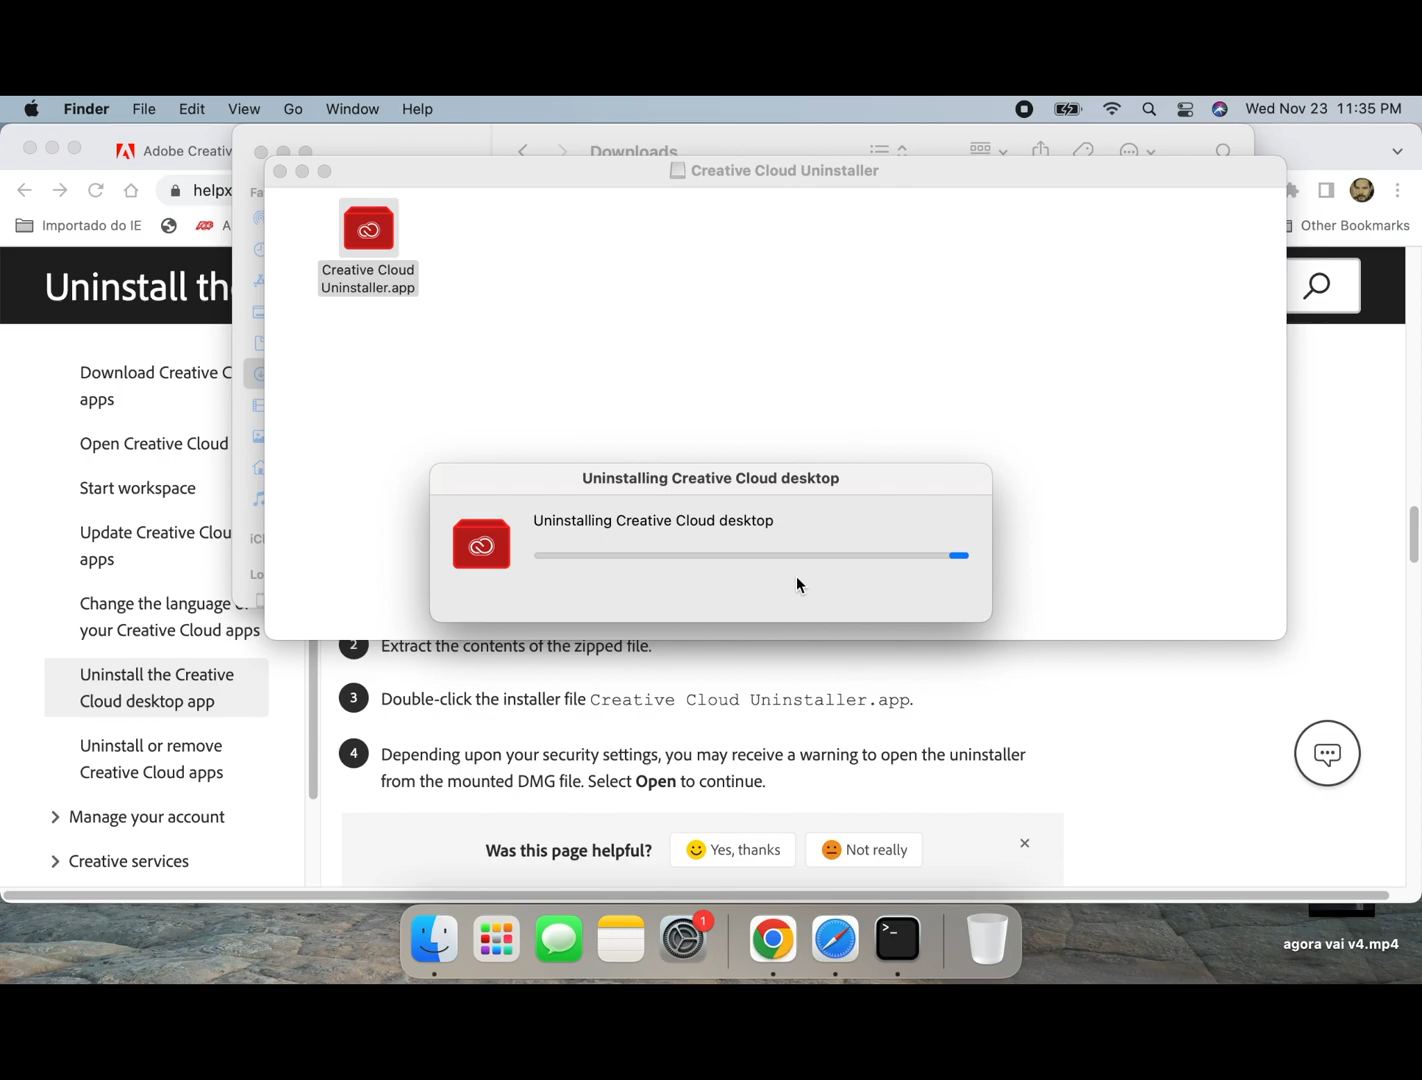 Finder File Edit View Go Window Help Wed Nov 23 11:35 PM
Adobe Creativ
Downloads
Creative Cloud Uninstaller
helpx
Fa
Importado do IE
A
Other Bookmarks
Creative Cloud
Uninstaller.app
Uninstall th
Download Creative C
apps
Open Creative Cloud
Start workspace
Update Creative Clou
apps
iCl
Lo
Change the language
your Creative Cloud apps
Uninstall the Creative
Cloud desktop app
Uninstall or remove
Creative Cloud apps
Manage your account
Creative services
Uninstalling Creative Cloud desktop
Uninstalling Creative Cloud desktop
2 Extract the contents of the zipped file.
3 Double-click the installer file Creative Cloud Uninstaller.app.
4 Depending upon your security settings, you may receive a warning to open the uninstaller
from the mounted DMG file. Select Open to continue.
Was this page helpful? Yes, thanks Not really
1
agora vai v4.mp4